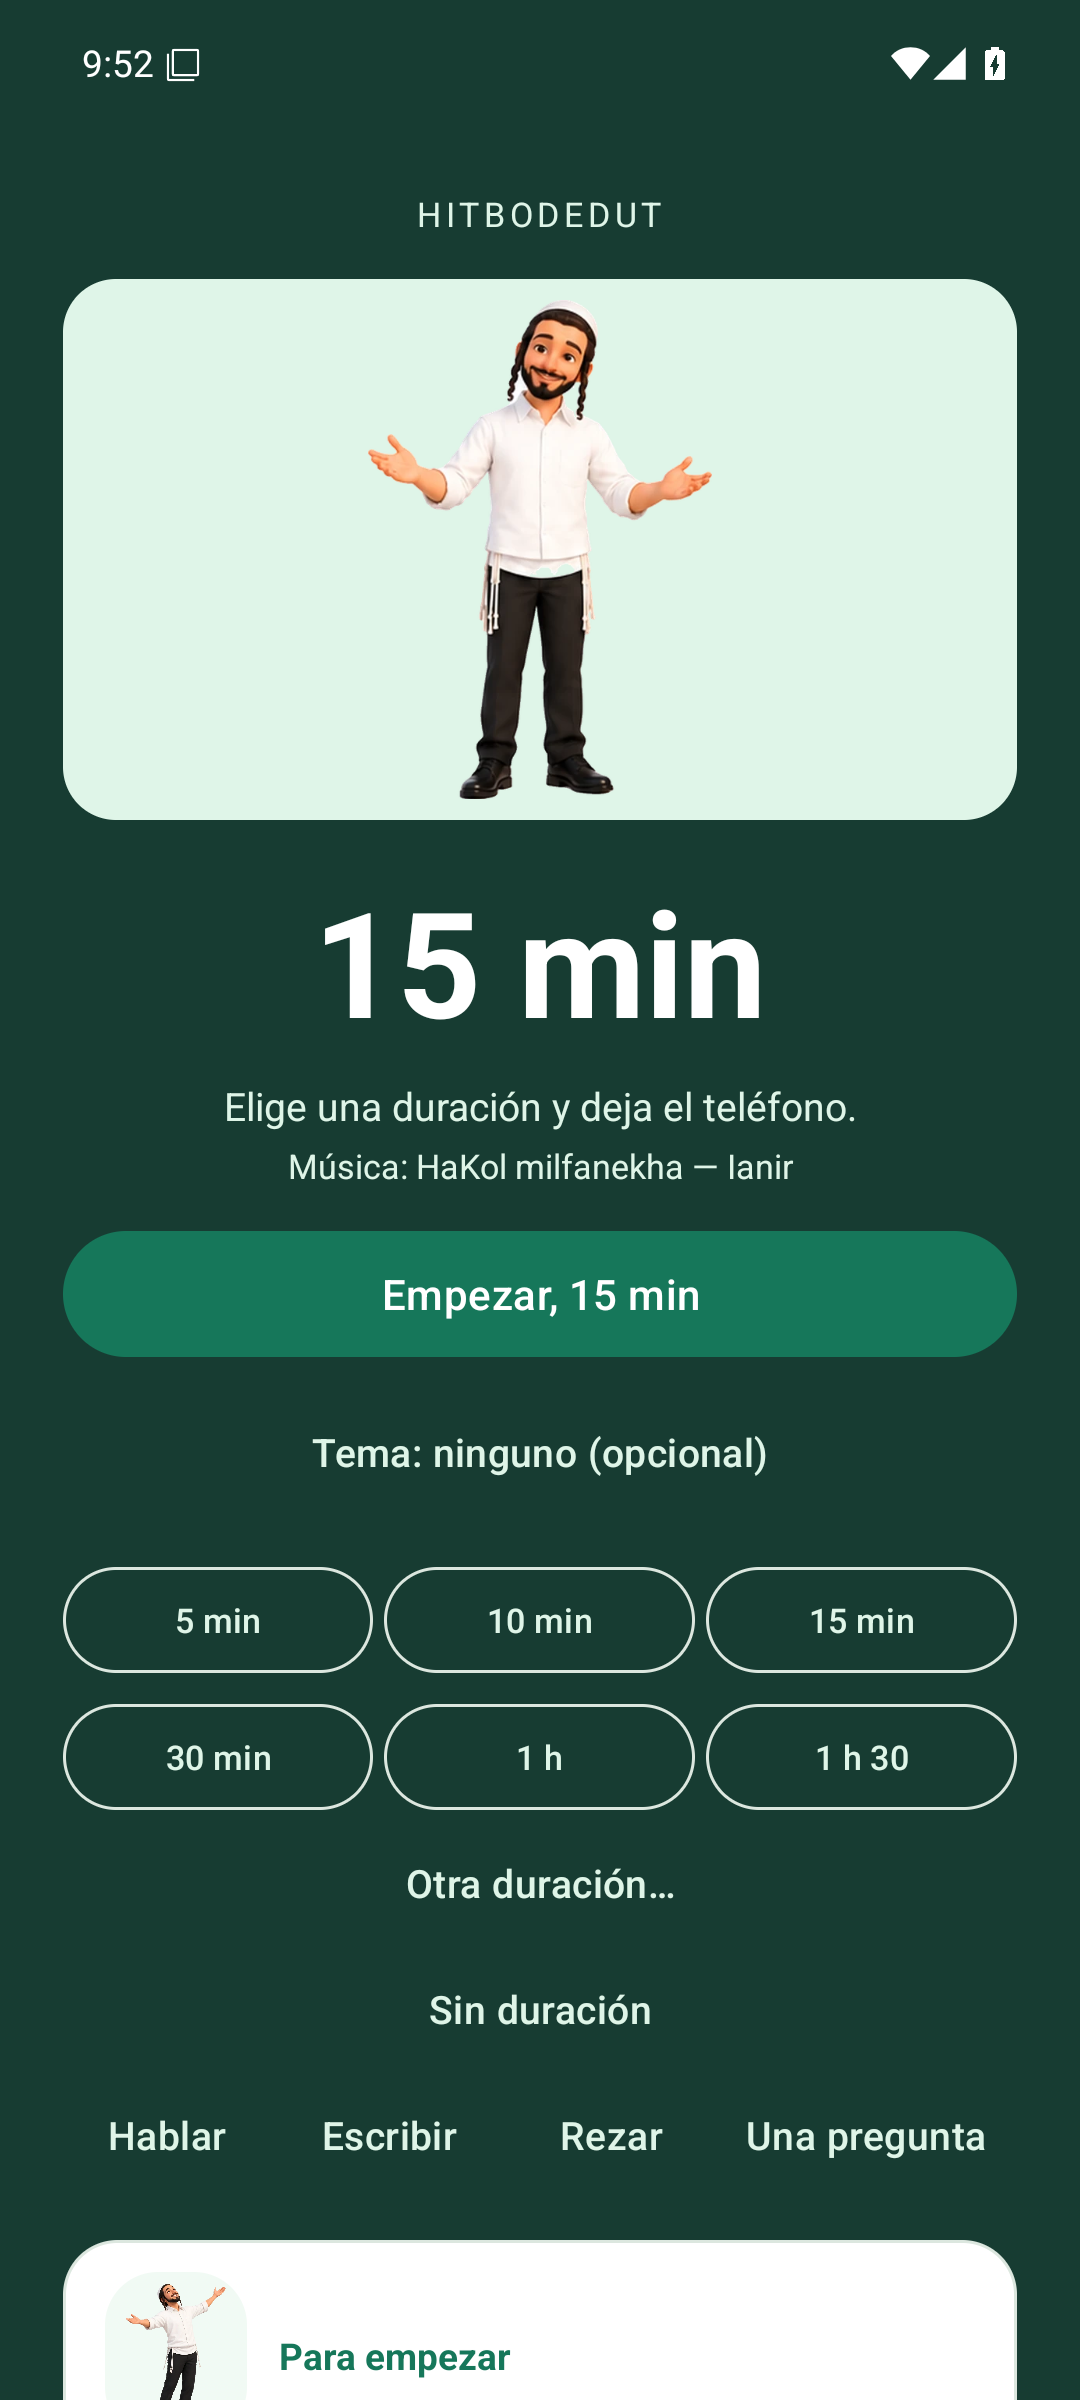 9:52
HITBODEDUT
15 min
Elige una duración y deja el teléfono.
Música: HaKol milfanekha — Ianir
Empezar, 15 min
Tema: ninguno (opcional)
5 min 10 min 15 min
30 min 1 h 1 h 30
Otra duración…
Sin duración
Hablar Escribir Rezar Una pregunta
Para empezar